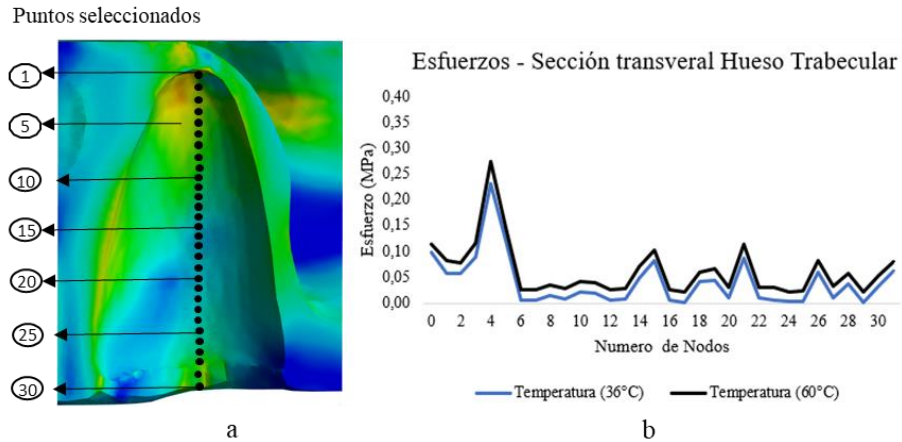 Puntos seleccionados
1
5
10
15
20
25
30
a
Esfuerzos - Sección transveral Hueso Trabecular
0,40
0,35
0,30
0,25
0,20
0,15
0,10
0,05
0,00
Esfuerzo (MPa)
0 2 4 6 8 10 12 14 16 18 20 22 24 26 28 30
Numero de Nodos
Temperatura (36°C) Temperatura (60°C)
b